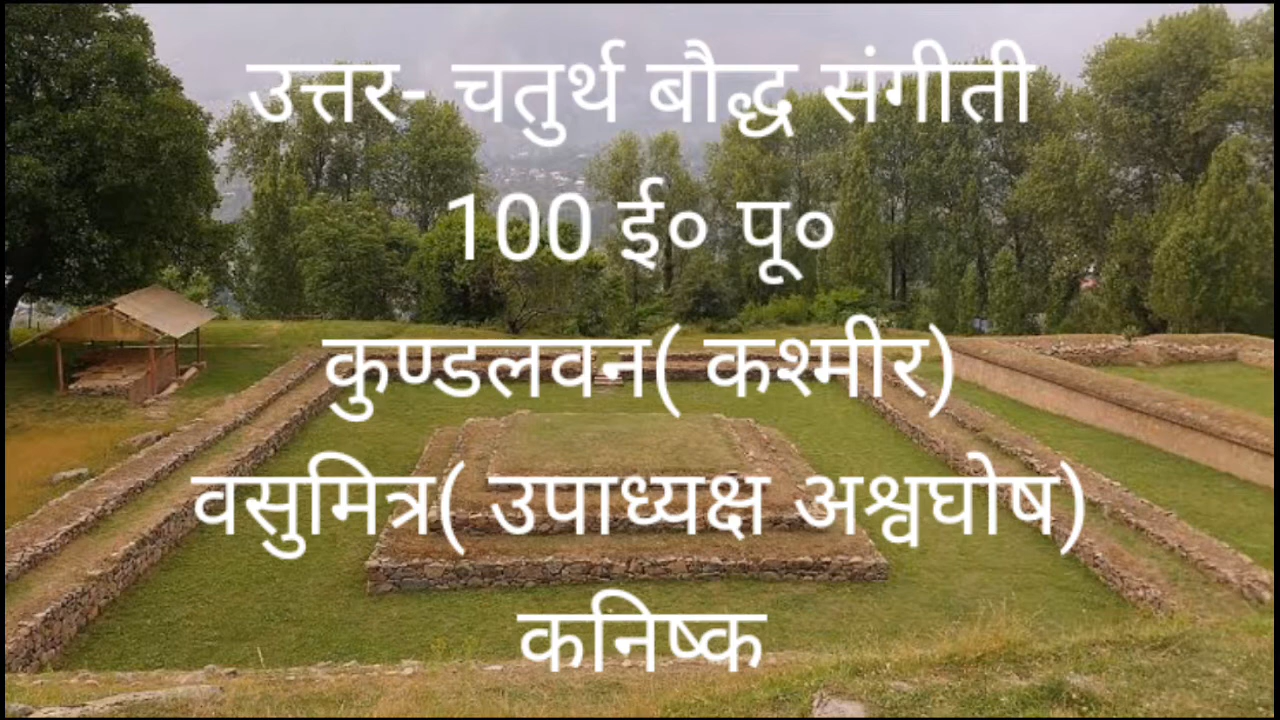 उत्तर- चतुर्थ बौद्ध संगीती
100 ई० पू०
कुण्डलवन( कश्मीर)
वसुमित्र( उपाध्यक्ष अश्वघोष)
कनिष्क